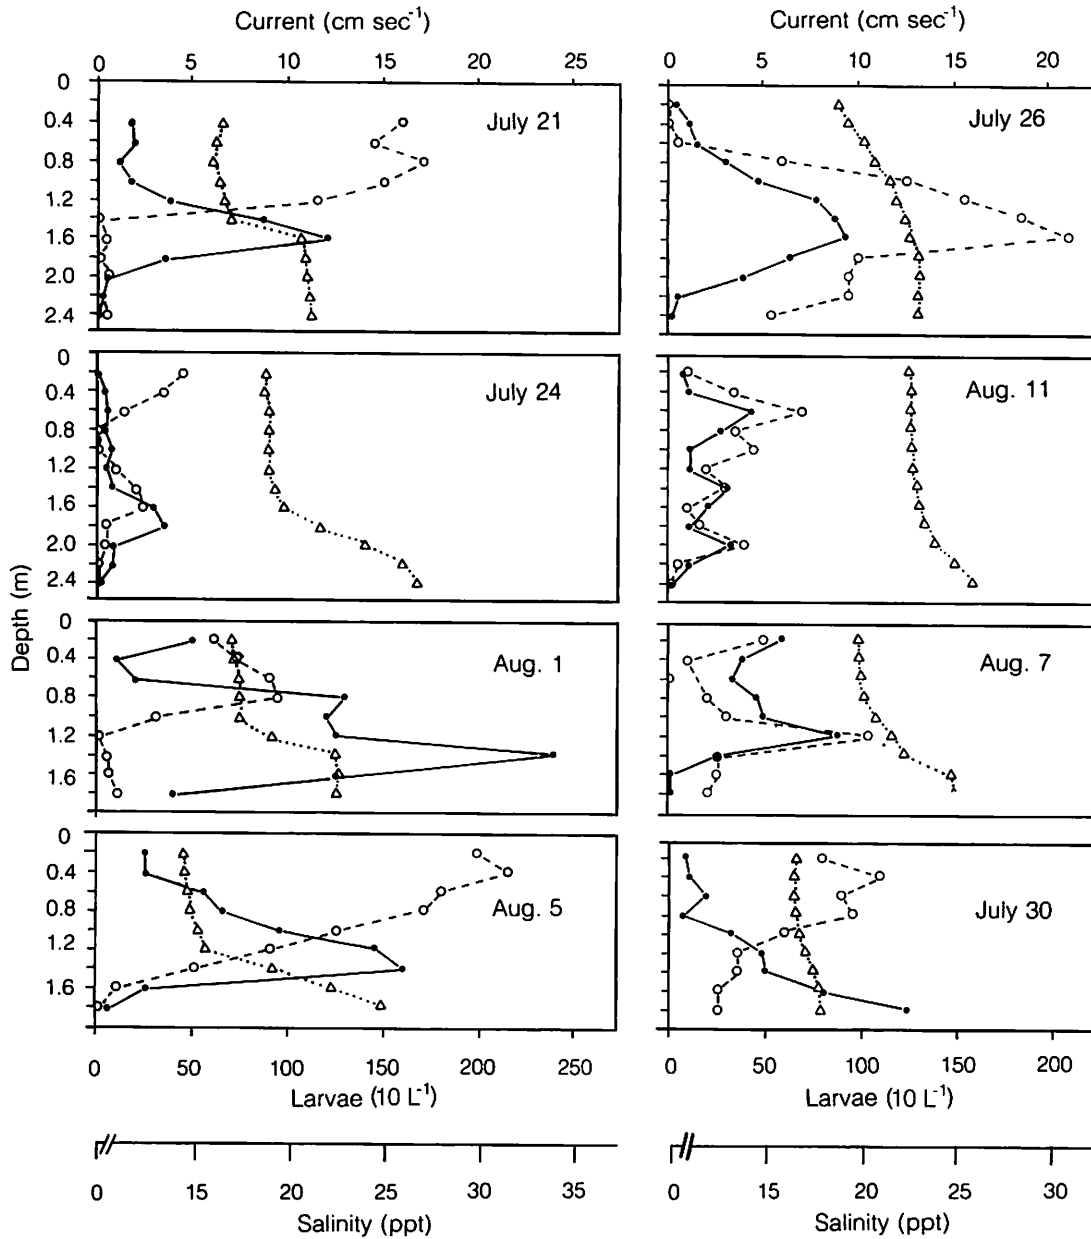 Current (cm sec⁻¹) Current (cm sec⁻¹)
0 5 10 15 20 25 0 5 10 15 20
0
0.4 July 21 July 26
0.8
1.2
1.6
2.0
2.4
0
0.4 July 24 Aug. 11
0.8
1.2
1.6
2.0
2.4
Depth (m)
0
0.4 Aug. 1 Aug. 7
0.8
1.2
1.6
0
0.4
0.8 Aug. 5 July 30
1.2
1.6
0 50 100 150 200 250 0 50 100 150 200
Larvae (10 L⁻¹) Larvae (10 L⁻¹)
0 15 20 25 30 35 0 15 20 25 30
Salinity (ppt) Salinity (ppt)